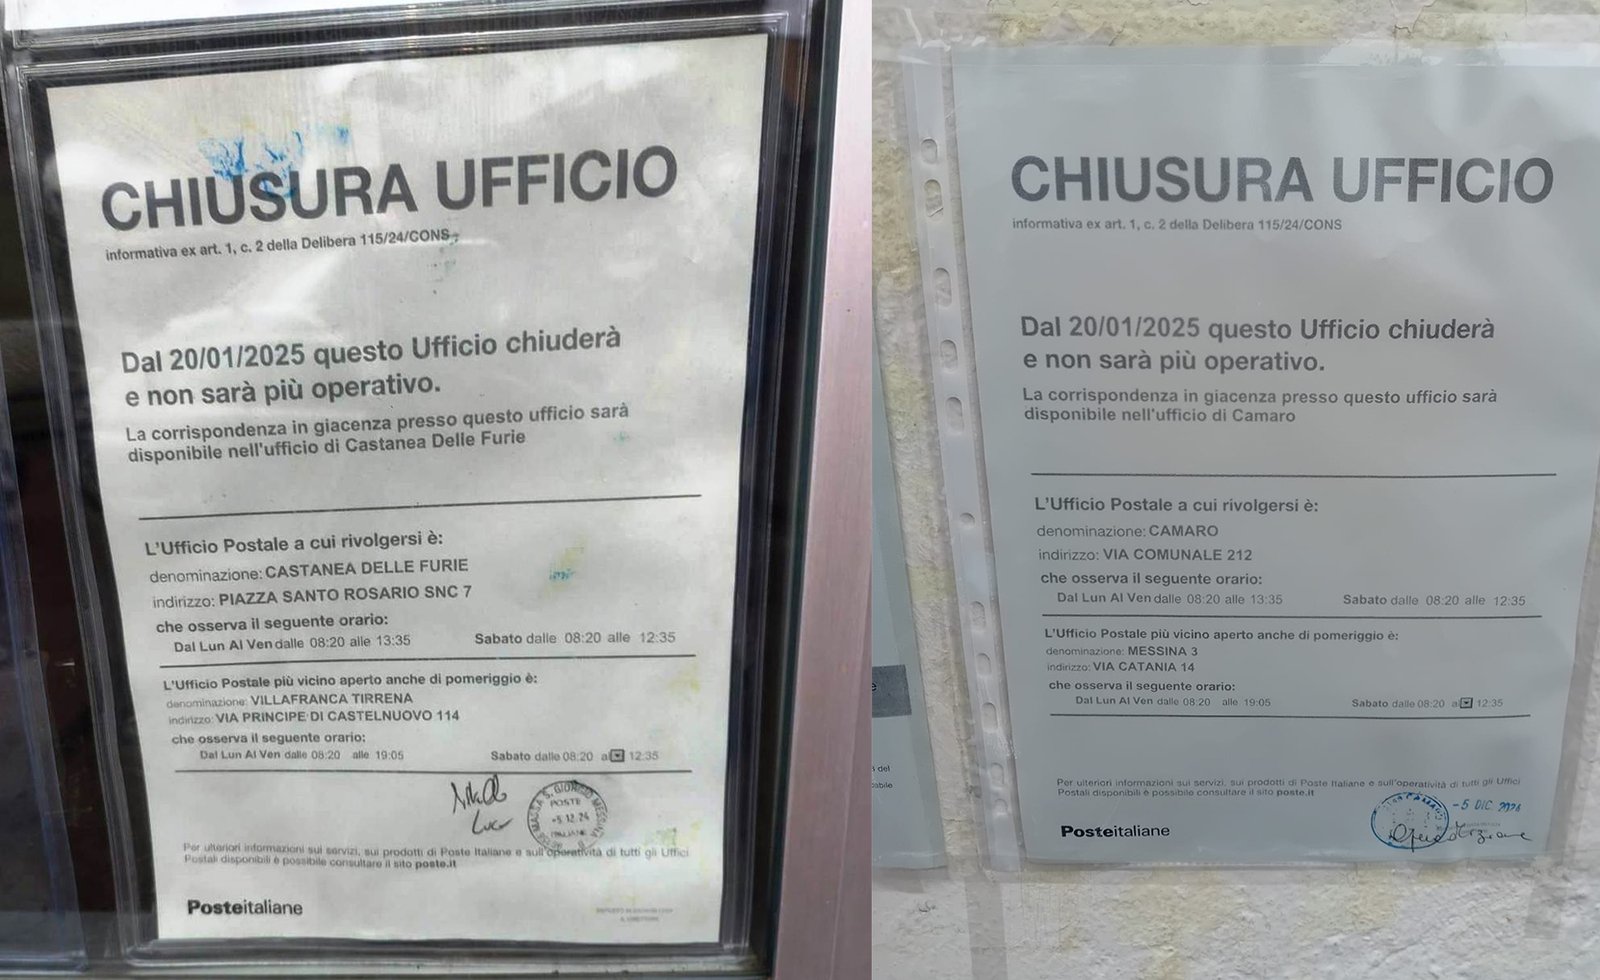 CHIUSURA UFFICIO
informativa ex art. 1, c. 2 della Delibera 115/24/CONS
Dal 20/01/2025 questo Ufficio chiuderà
e non sarà più operativo.
La corrispondenza in giacenza presso questo ufficio sarà
disponibile nell'ufficio di Castanea Delle Furie
L'Ufficio Postale a cui rivolgersi è:
denominazione: CASTANEA DELLE FURIE
indirizzo: PIAZZA SANTO ROSARIO SNC 7
che osserva il seguente orario:
Dal Lun Al Ven dalle 08:20 alle 13:35 Sabato dalle 08:20 alle 12:35
L'Ufficio Postale più vicino aperto anche di pomeriggio è:
denominazione: VILLAFRANCA TIRRENA
indirizzo: VIA PRINCIPE DI CASTELNUOVO 114
che osserva il seguente orario:
Dal Lun Al Ven dalle 08:20 alle 19:05 Sabato dalle 08:20 a 12:35
POSTE
-5.12.24
Per ulteriori informazioni sui servizi, sui prodotti di Poste Italiane e sull'operatività di tutti gli Uffici
Postali disponibili è possibile consultare il sito poste.it
Posteitaliane
CHIUSURA UFFICIO
informativa ex art. 1, c. 2 della Delibera 115/24/CONS
Dal 20/01/2025 questo Ufficio chiuderà
e non sarà più operativo.
La corrispondenza in giacenza presso questo ufficio sarà
disponibile nell'ufficio di Camaro
L'Ufficio Postale a cui rivolgersi è:
denominazione: CAMARO
indirizzo: VIA COMUNALE 212
che osserva il seguente orario:
Dal Lun Al Ven dalle 08:20 alle 13:35 Sabato dalle 08:20 alle 12:35
L'Ufficio Postale più vicino aperto anche di pomeriggio è:
denominazione: MESSINA 3
indirizzo: VIA CATANIA 14
che osserva il seguente orario:
Dal Lun Al Ven dalle 08:20 alle 19:05 Sabato dalle 08:20 a 12:35
Per ulteriori informazioni sui servizi, sui prodotti di Poste Italiane e sull'operatività di tutti gli Uffici
Postali disponibili è possibile consultare il sito poste.it
-5 DIC. 2024
Posteitaliane